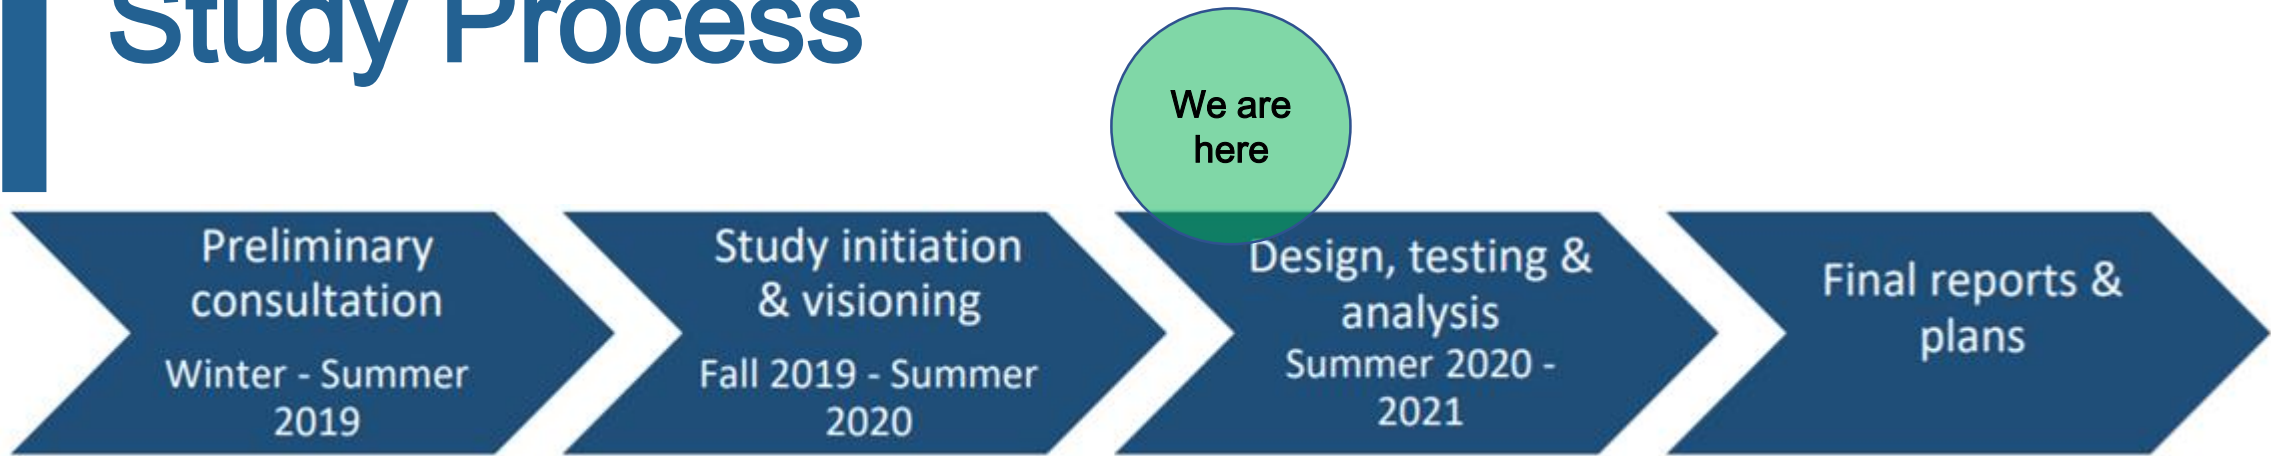 Study Process
We are
here
Preliminary
consultation
Winter - Summer
2019
Study initiation
& visioning
Fall 2019 - Summer
2020
Design, testing &
analysis
Summer 2020 -
2021
Final reports &
plans